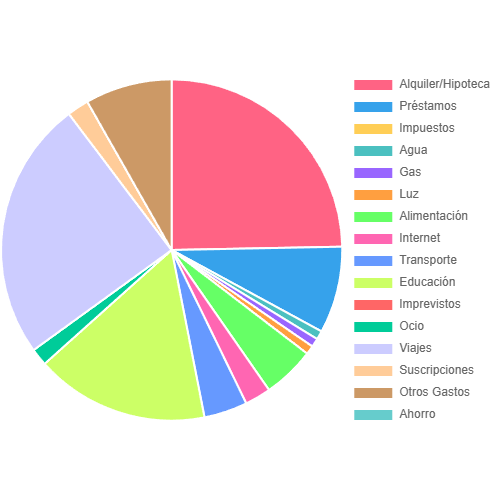 Alquiler/Hipoteca
Préstamos
Impuestos
Agua
Gas
Luz
Alimentación
Internet
Transporte
Educación
Imprevistos
Ocio
Viajes
Suscripciones
Otros Gastos
Ahorro